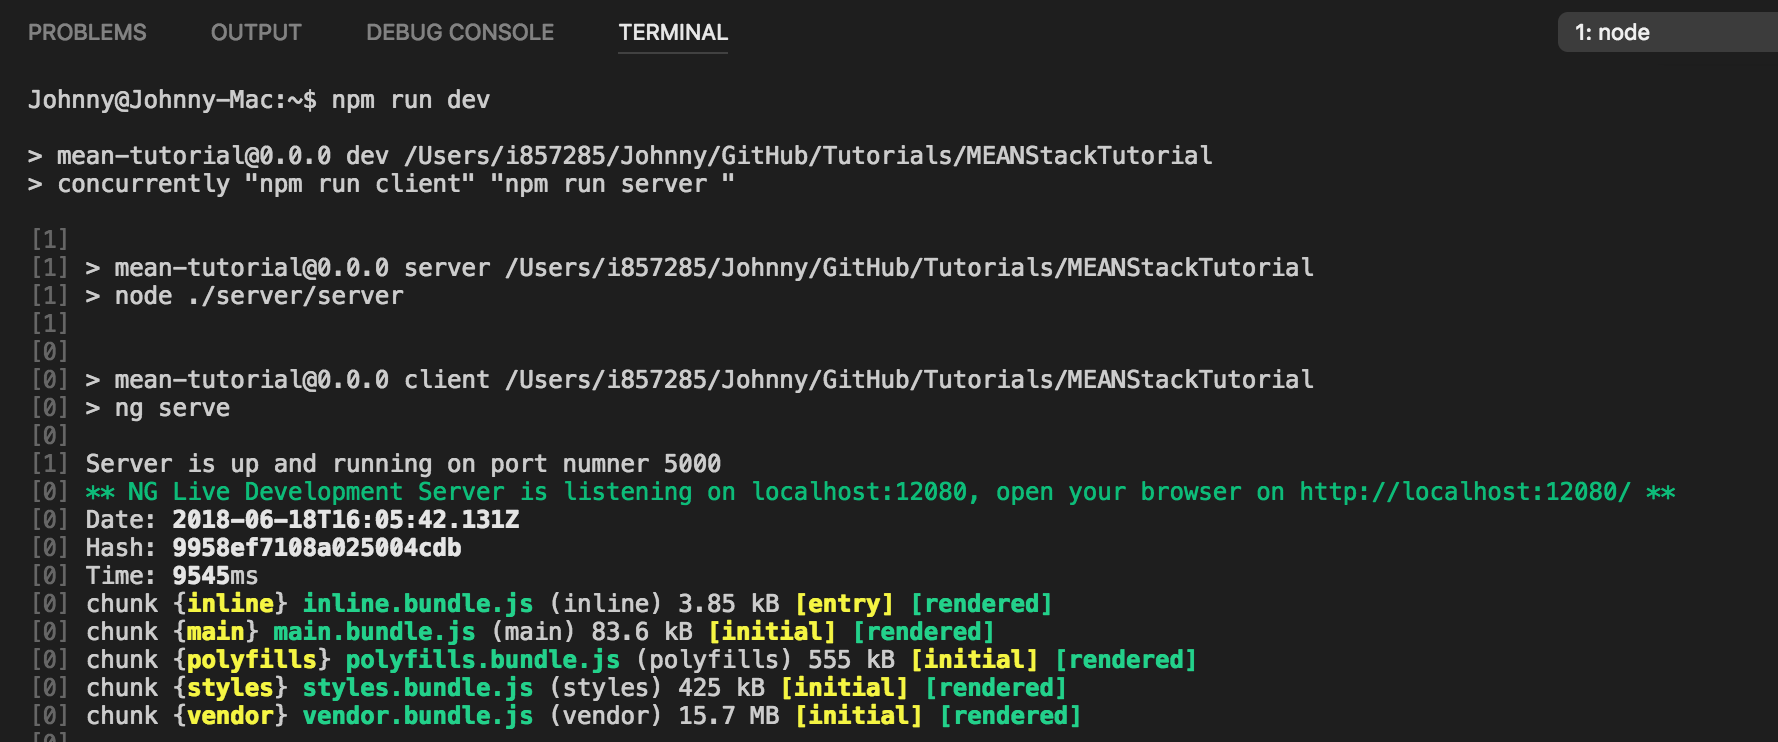 PROBLEMS OUTPUT DEBUG CONSOLE TERMINAL 1: node
Johnny@Johnny-Mac:~$ npm run dev
> mean-tutorial@0.0.0 dev /Users/i857285/Johnny/GitHub/Tutorials/MEANStackTutorial
> concurrently "npm run client" "npm run server "
[1]
[1] > mean-tutorial@0.0.0 server /Users/i857285/Johnny/GitHub/Tutorials/MEANStackTutorial
[1] > node ./server/server
[1]
[0]
[0] > mean-tutorial@0.0.0 client /Users/i857285/Johnny/GitHub/Tutorials/MEANStackTutorial
[0] > ng serve
[0]
[1] Server is up and running on port numner 5000
[0] ** NG Live Development Server is listening on localhost:12080, open your browser on http://localhost:12080/ **
[0] Date: 2018-06-18T16:05:42.131Z
[0] Hash: 9958ef7108a025004cdb
[0] Time: 9545ms
[0] chunk {inline} inline.bundle.js (inline) 3.85 kB [entry] [rendered]
[0] chunk {main} main.bundle.js (main) 83.6 kB [initial] [rendered]
[0] chunk {polyfills} polyfills.bundle.js (polyfills) 555 kB [initial] [rendered]
[0] chunk {styles} styles.bundle.js (styles) 425 kB [initial] [rendered]
[0] chunk {vendor} vendor.bundle.js (vendor) 15.7 MB [initial] [rendered]
[0]